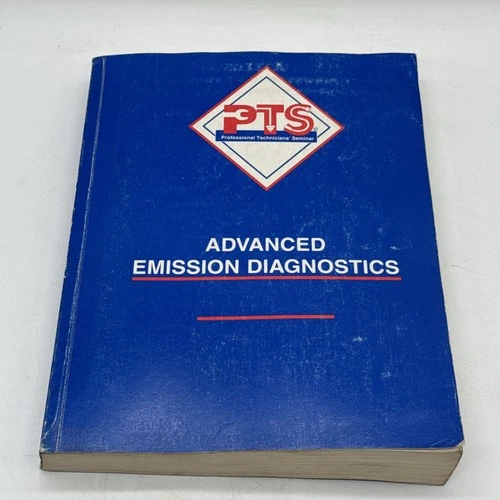 PTS
Professional Technicians' Seminar
ADVANCED
EMISSION DIAGNOSTICS